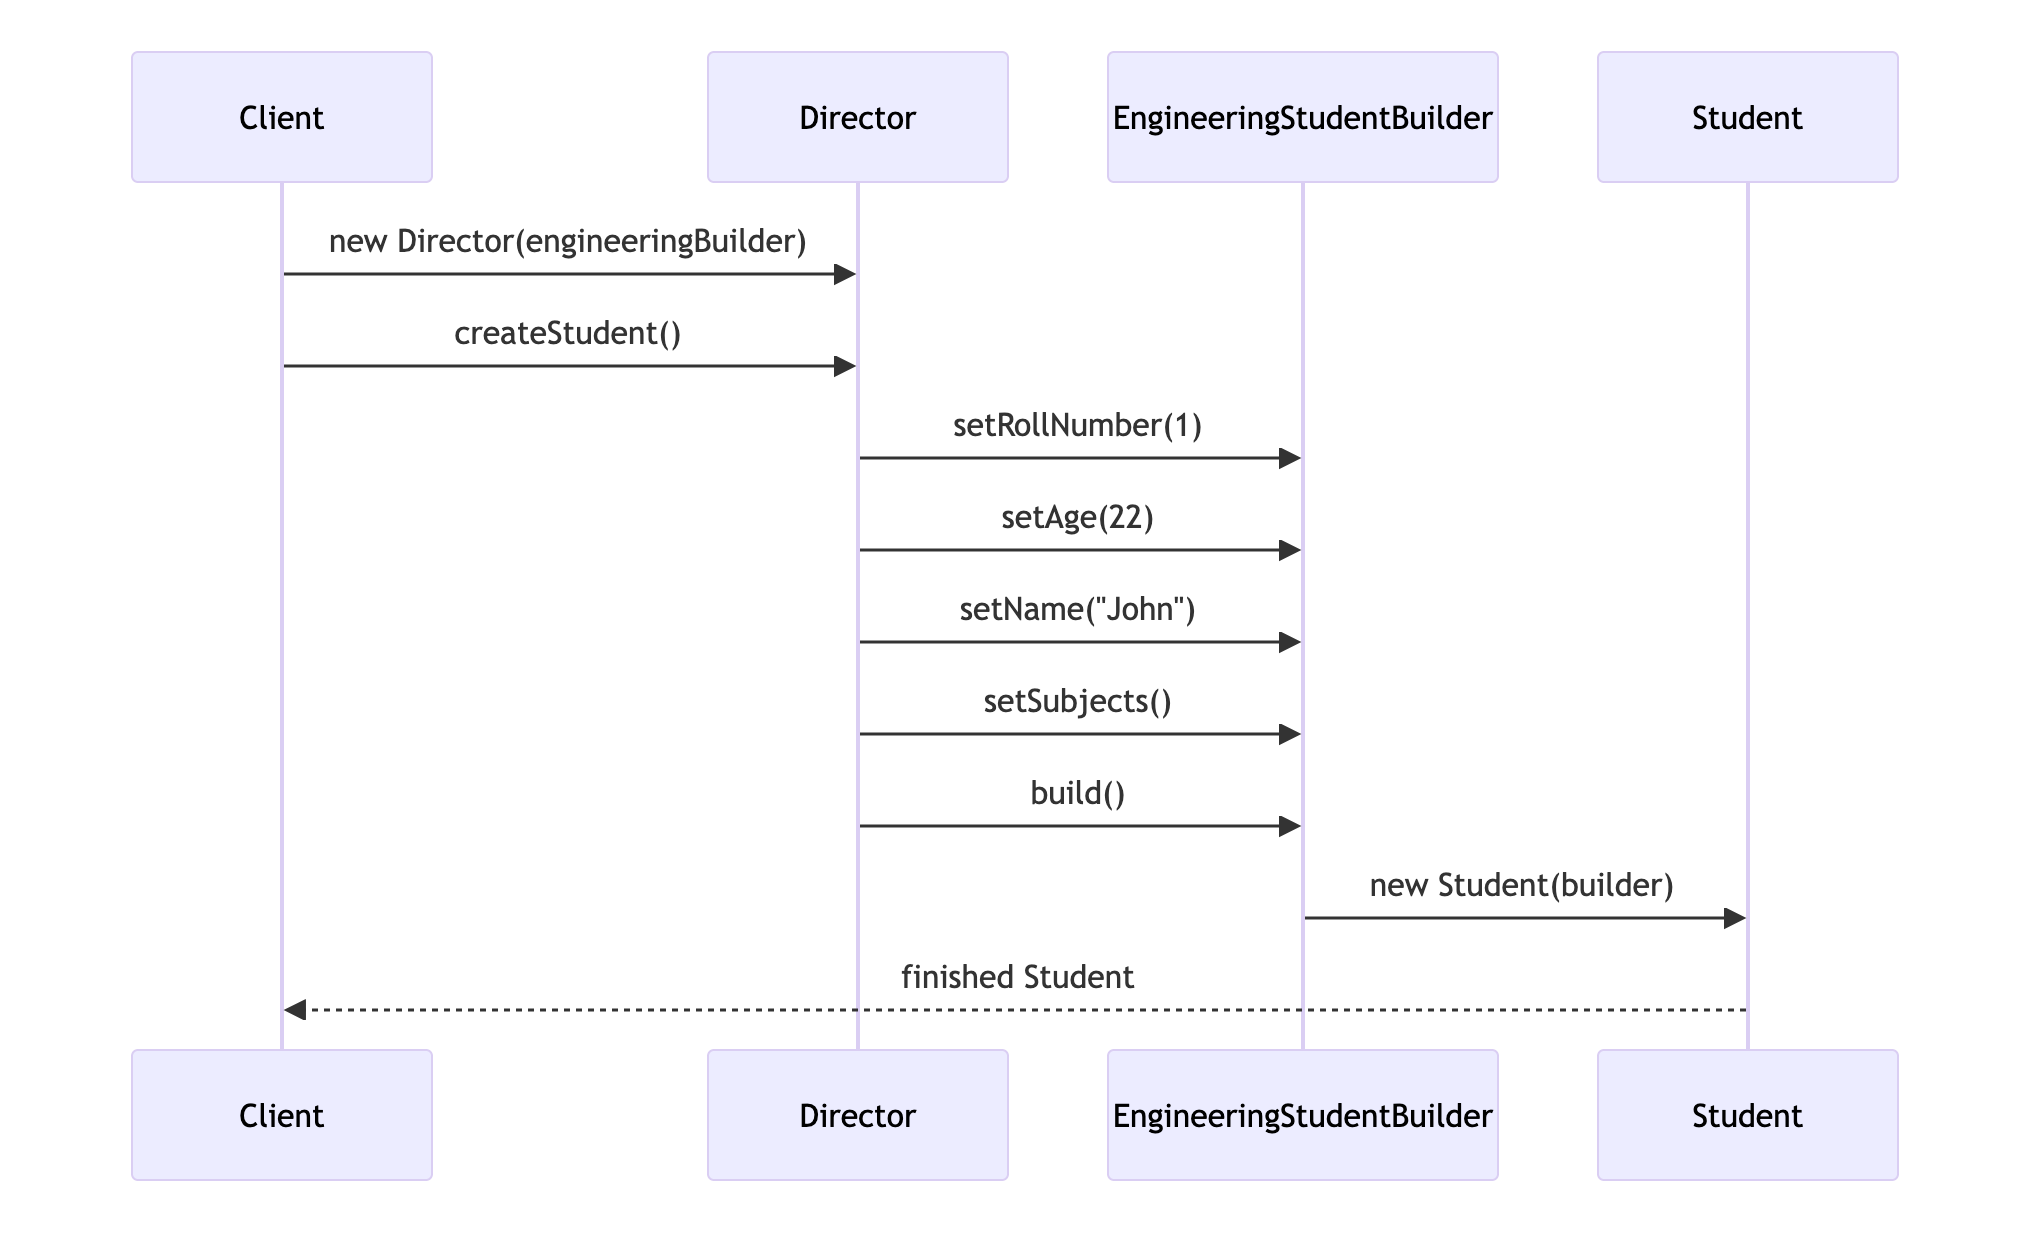 Client
Director
EngineeringStudentBuilder
Student
new Director(engineeringBuilder)
createStudent()
setRollNumber(1)
setAge(22)
setName("John")
setSubjects()
build()
new Student(builder)
finished Student
Client
Director
EngineeringStudentBuilder
Student